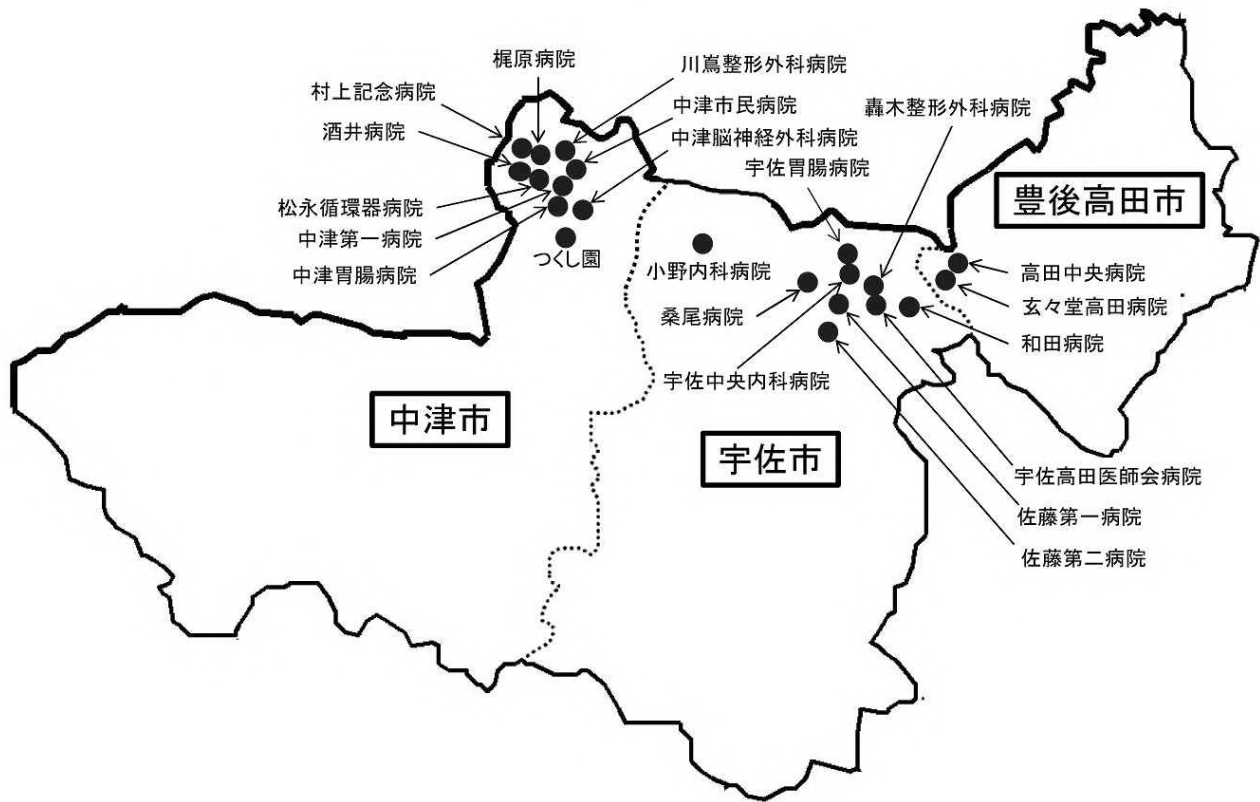 梶原病院
川嶌整形外科病院
村上記念病院
中津市民病院
轟木整形外科病院
酒井病院
中津脳神経外科病院
宇佐胃腸病院
豊後高田市
松永循環器病院
中津第一病院
つくし園
中津胃腸病院
小野内科病院
高田中央病院
玄々堂高田病院
桑尾病院
和田病院
宇佐中央内科病院
中津市
宇佐市
宇佐高田医師会病院
佐藤第一病院
佐藤第二病院